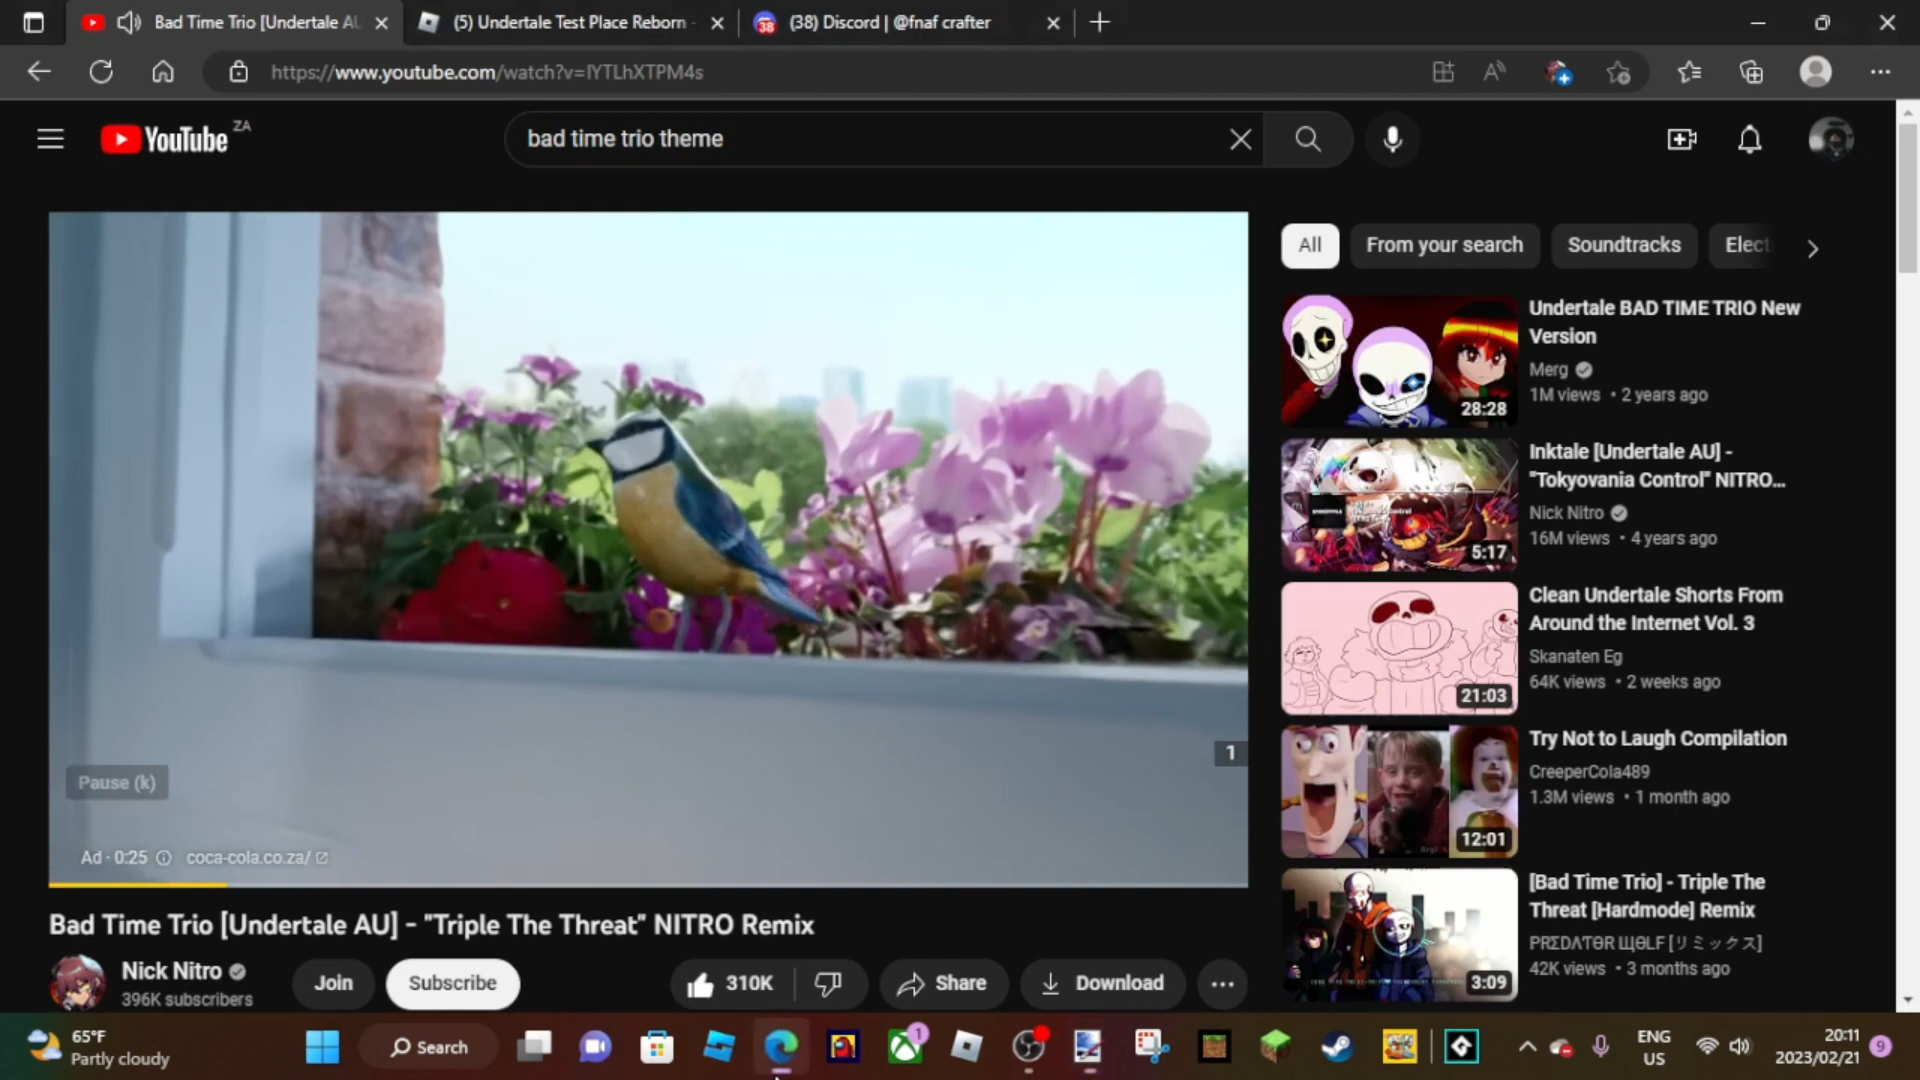 Bad Time Trio [Undertale AU
(5) Undertale Test Place Reborn -
(38) Discord | @fnaf crafter
https://www.youtube.com/watch?v=lYTLhXTPM4s
YouTube ZA
bad time trio theme
All
From your search
Soundtracks
Elect
Undertale BAD TIME TRIO New
Version
Merg
1M views • 2 years ago
28:28
Inktale [Undertale AU] -
"Tokyovania Control" NITRO...
Nick Nitro
16M views • 4 years ago
5:17
Clean Undertale Shorts From
Around the Internet Vol. 3
Skanaten Eg
64K views • 2 weeks ago
21:03
Try Not to Laugh Compilation
CreeperCola489
1.3M views • 1 month ago
12:01
[Bad Time Trio] - Triple The
Threat [Hardmode] Remix
PRΣDΛTΘR ЩΘLF [リミックス]
42K views • 3 months ago
3:09
1
Pause (k)
Ad · 0:25 coca-cola.co.za/
Bad Time Trio [Undertale AU] - "Triple The Threat" NITRO Remix
Nick Nitro
396K subscribers
Join
Subscribe
310K
Share
Download
65°F
Partly cloudy
Search
1
ENG
US
20:11
2023/02/21
9